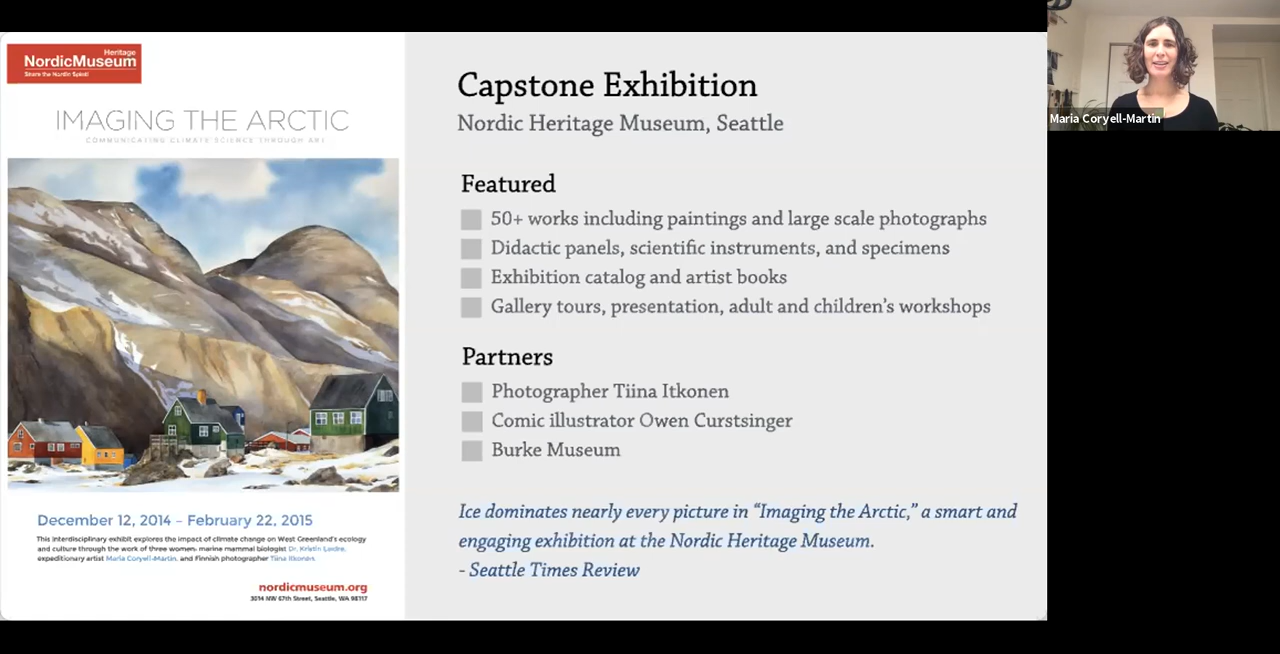 Heritage
NordicMuseum
Share the Nordic Spirit!
IMAGING THE ARCTIC
COMMUNICATING CLIMATE SCIENCE THROUGH ART
December 12, 2014 – February 22, 2015
This interdisciplinary exhibit explores the impact of climate change on West Greenland's ecology
and culture through the work of three women: marine mammal biologist Dr. Kristin Laidre,
expeditionary artist Maria Coryell-Martin, and Finnish photographer Tiina Itkonen.
nordicmuseum.org
3014 NW 67th Street, Seattle, WA 98117
Capstone Exhibition
Nordic Heritage Museum, Seattle
Featured
50+ works including paintings and large scale photographs
Didactic panels, scientific instruments, and specimens
Exhibition catalog and artist books
Gallery tours, presentation, adult and children's workshops
Partners
Photographer Tiina Itkonen
Comic illustrator Owen Curstsinger
Burke Museum
Ice dominates nearly every picture in “Imaging the Arctic,” a smart and
engaging exhibition at the Nordic Heritage Museum.
- Seattle Times Review
Maria Coryell-Martin